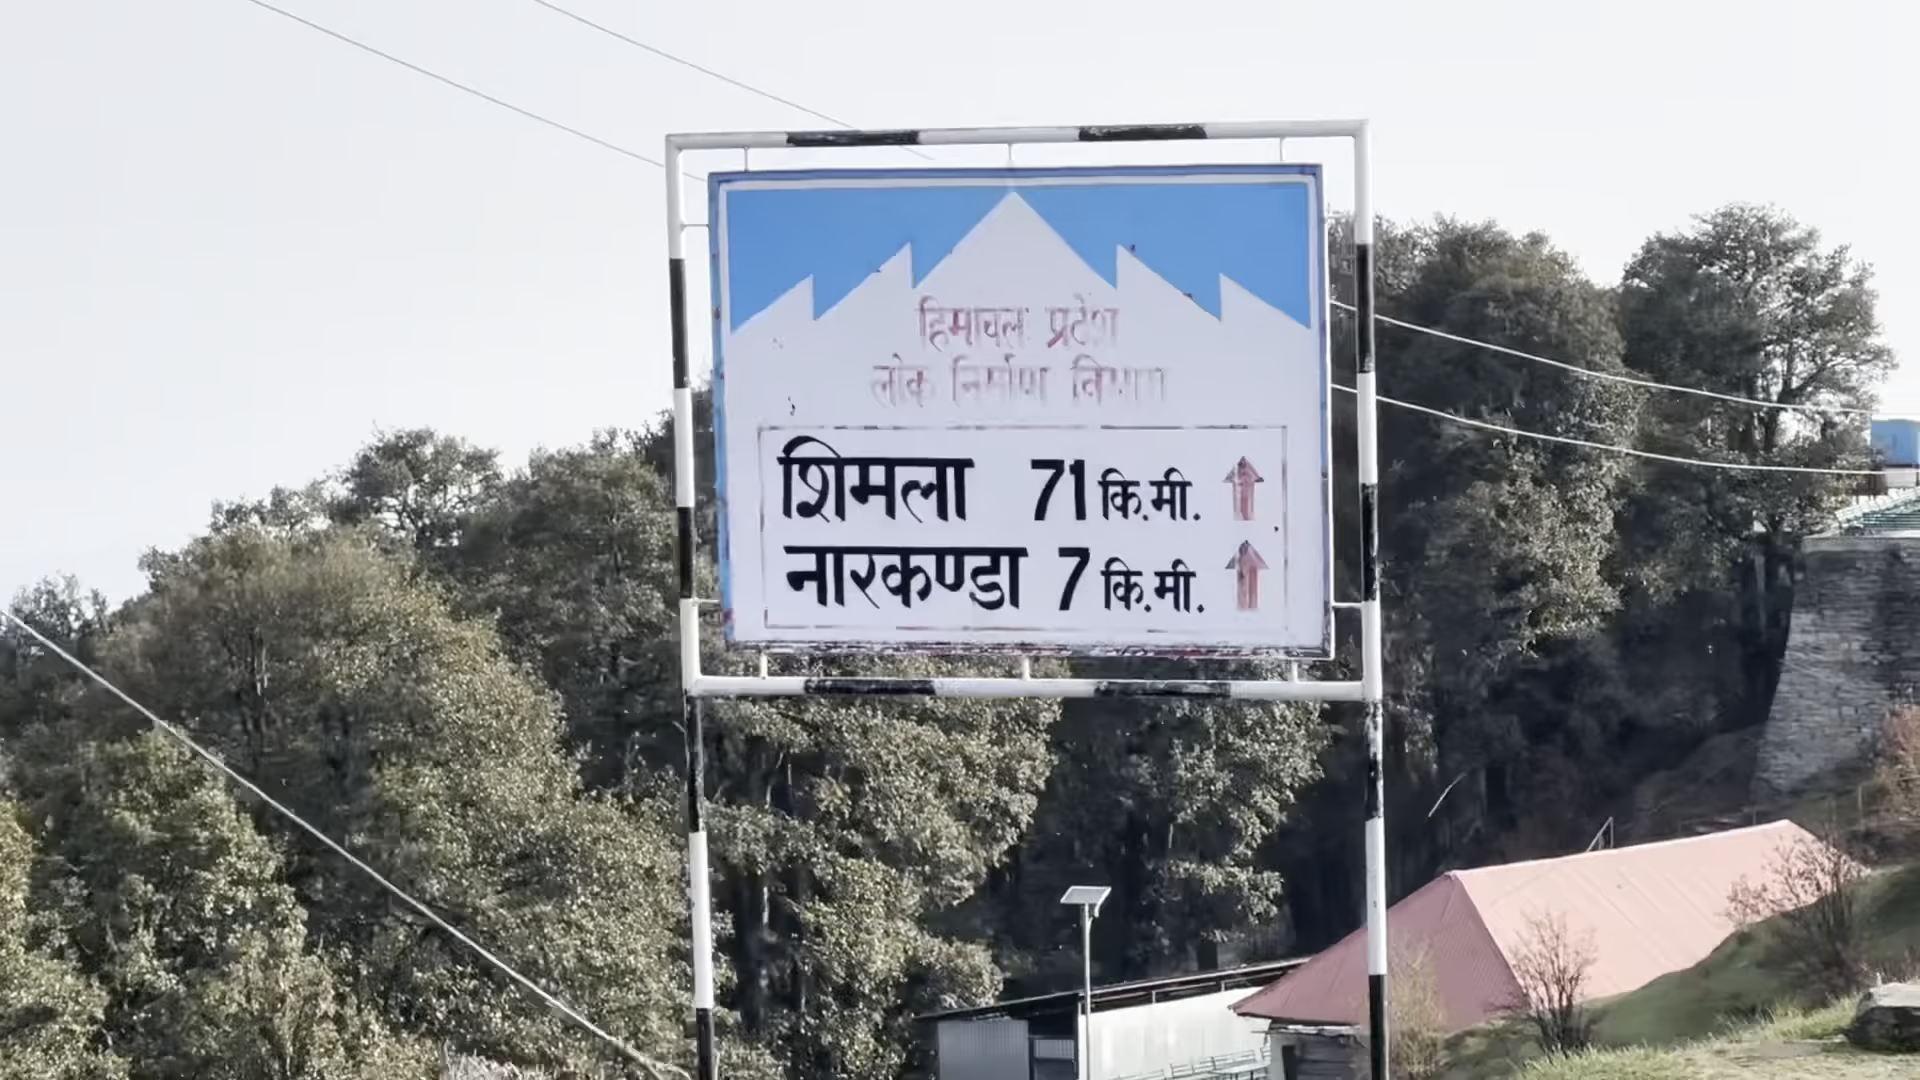 हिमाचल प्रदेश
लोक निर्माण विभाग
शिमला 71 कि.मी.
नारकण्डा 7 कि.मी.